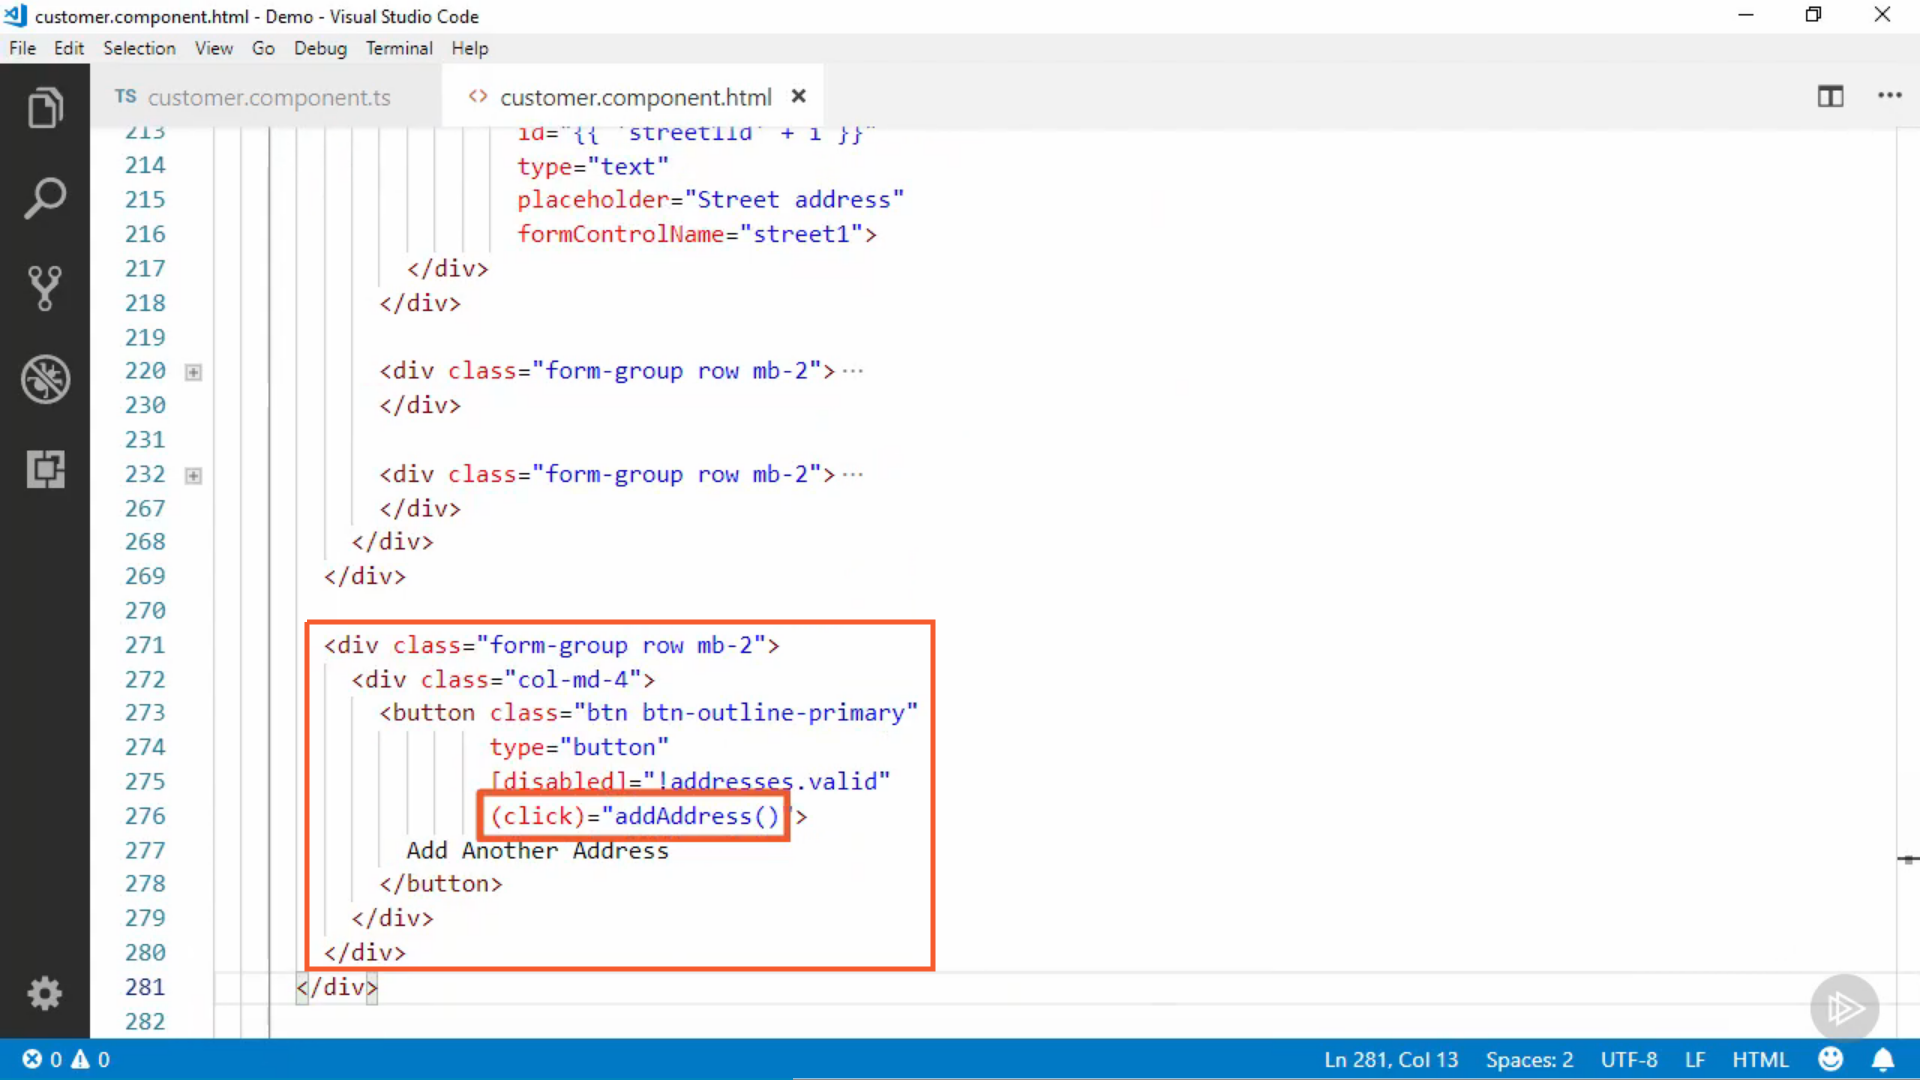 customer.component.html - Demo - Visual Studio Code
File Edit Selection View Go Debug Terminal Help
TS customer.component.ts
<> customer.component.html ×
213 id="{{ 'street1Id' + i }}"
214 type="text"
215 placeholder="Street address"
216 formControlName="street1">
217 </div>
218 </div>
219
220 <div class="form-group row mb-2">···
230 </div>
231
232 <div class="form-group row mb-2">···
267 </div>
268 </div>
269 </div>
270
271 <div class="form-group row mb-2">
272 <div class="col-md-4">
273 <button class="btn btn-outline-primary"
274 type="button"
275 [disabled]="!addresses.valid"
276 (click)="addAddress()">
277 Add Another Address
278 </button>
279 </div>
280 </div>
281 </div>
282
0 0 Ln 281, Col 13 Spaces: 2 UTF-8 LF HTML